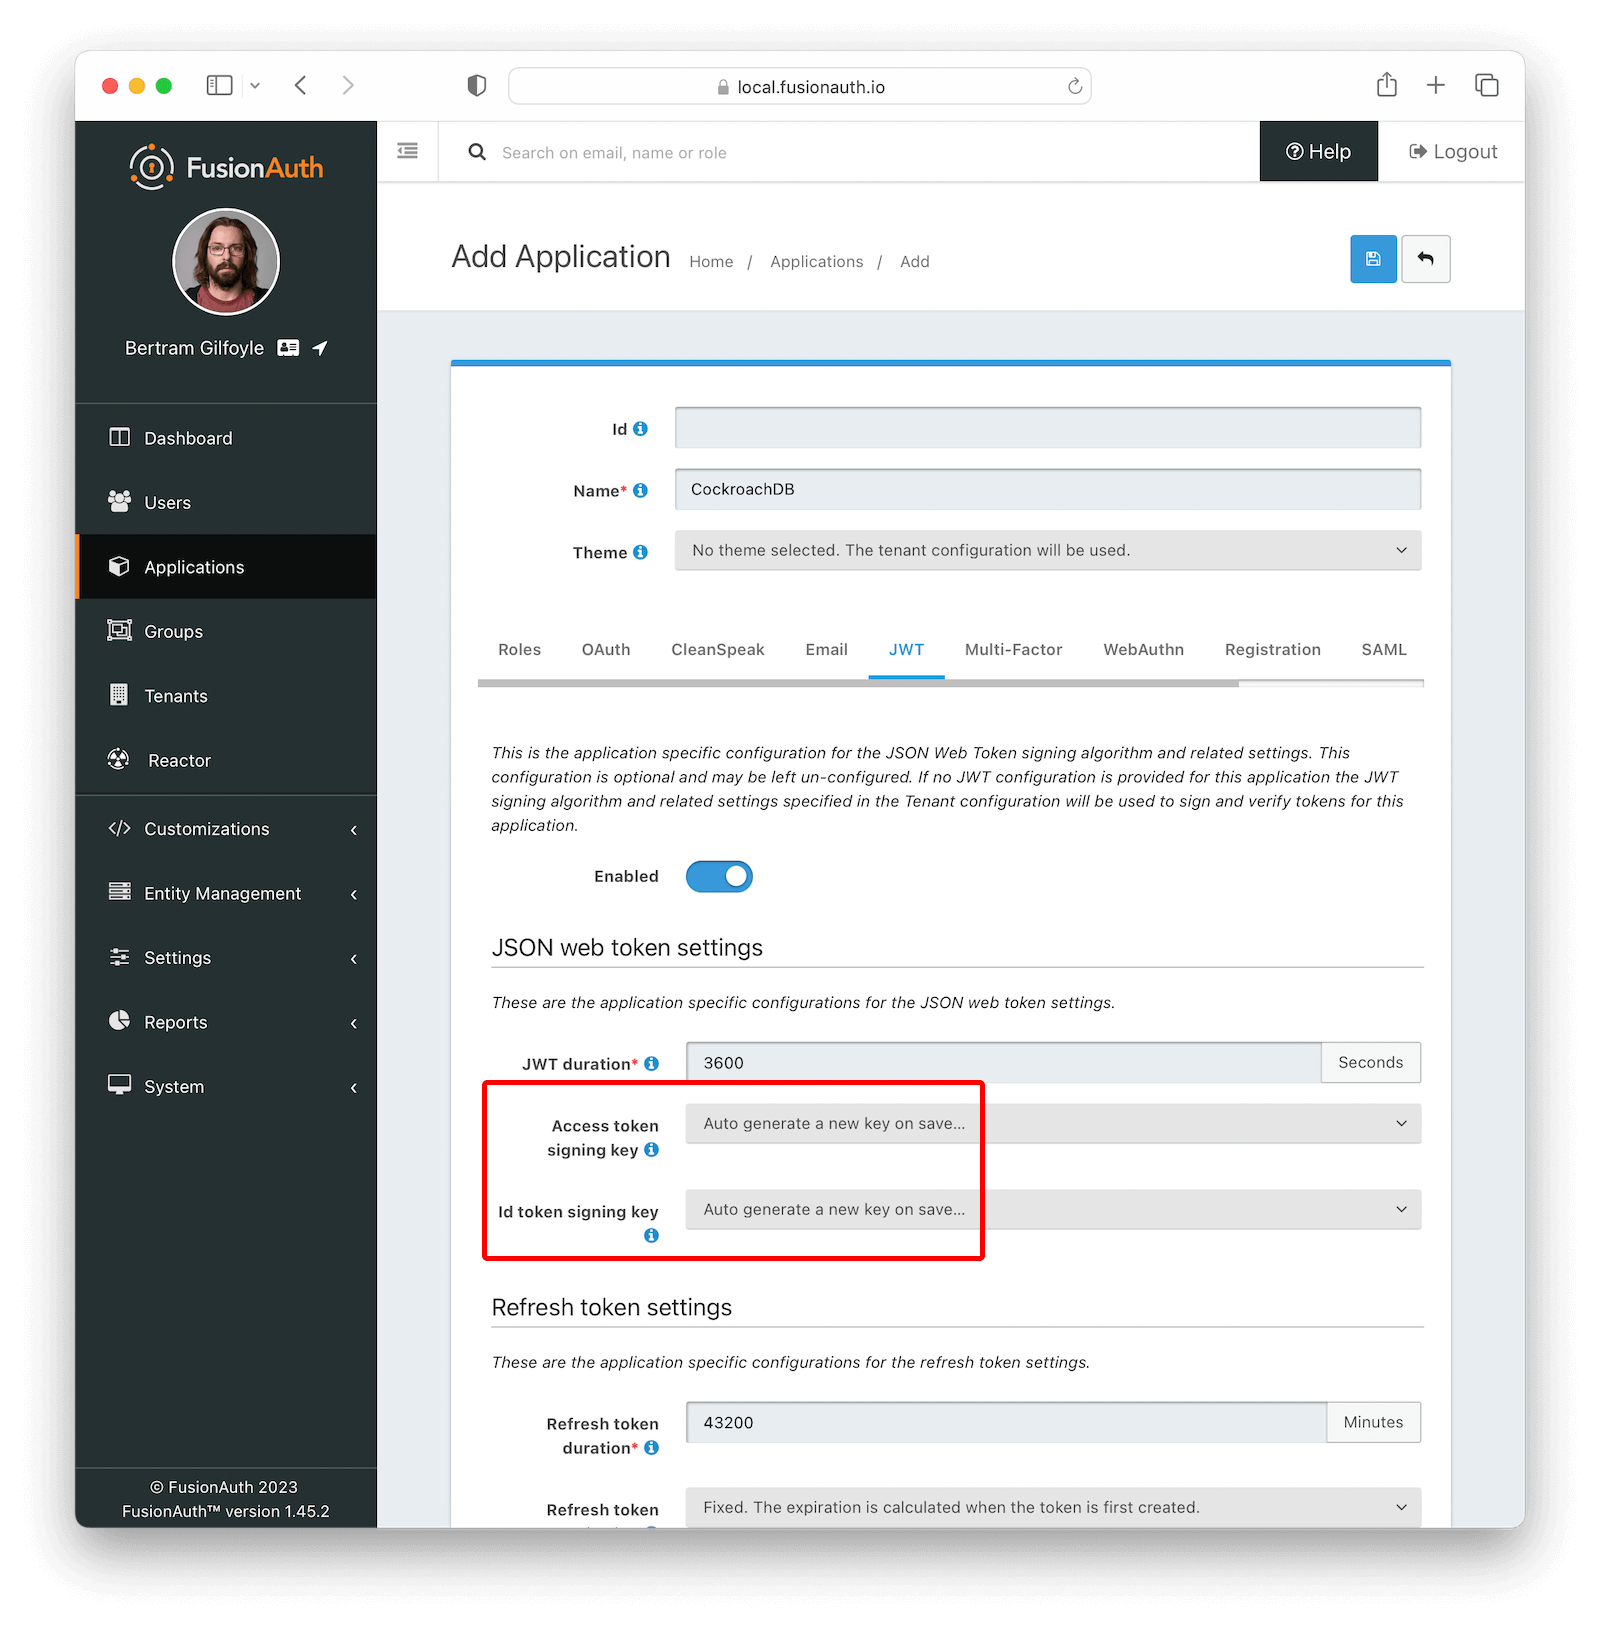 local.fusionauth.io
FusionAuth
Search on email, name or role
Help
Logout
Bertram Gilfoyle
Dashboard
Users
Applications
Groups
Tenants
Reactor
Customizations
Entity Management
Settings
Reports
System
© FusionAuth 2023
FusionAuth™ version 1.45.2
Add Application
Home / Applications / Add
Id
Name* CockroachDB
Theme No theme selected. The tenant configuration will be used.
Roles OAuth CleanSpeak Email JWT Multi-Factor WebAuthn Registration SAML
This is the application specific configuration for the JSON Web Token signing algorithm and related settings. This
configuration is optional and may be left un-configured. If no JWT configuration is provided for this application the JWT
signing algorithm and related settings specified in the Tenant configuration will be used to sign and verify tokens for this
application.
Enabled
JSON web token settings
These are the application specific configurations for the JSON web token settings.
JWT duration* 3600 Seconds
Access token
signing key
Auto generate a new key on save...
Id token signing key
Auto generate a new key on save...
Refresh token settings
These are the application specific configurations for the refresh token settings.
Refresh token
duration*
43200 Minutes
Refresh token
Fixed. The expiration is calculated when the token is first created.